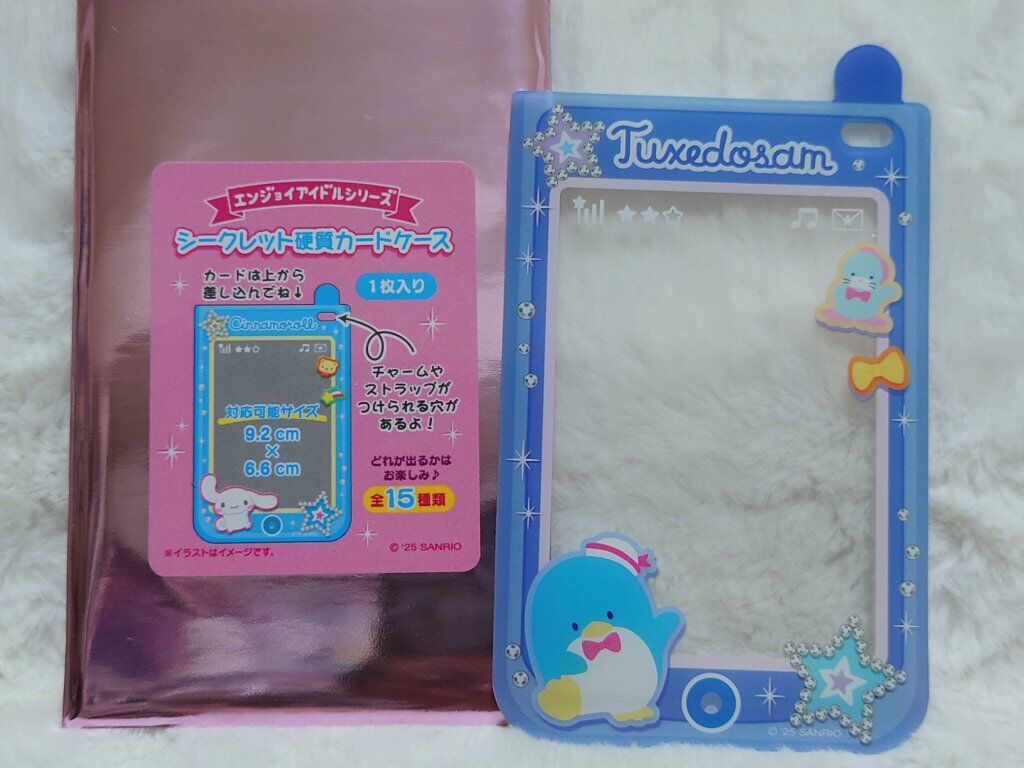 エンジョイアイドルシリーズ
シークレット硬質カードケース
カードは上から
差し込んでね↓
1枚入り
Cinnamoroll
チャームや
ストラップが
つけられる穴が
あるよ!
対応可能サイズ
9.2 cm
×
6.6 cm
どれが出るかは
お楽しみ♪
全15種類
※イラストはイメージです。
© '25 SANRIO
Tuxedosam
© '25 SANRIO